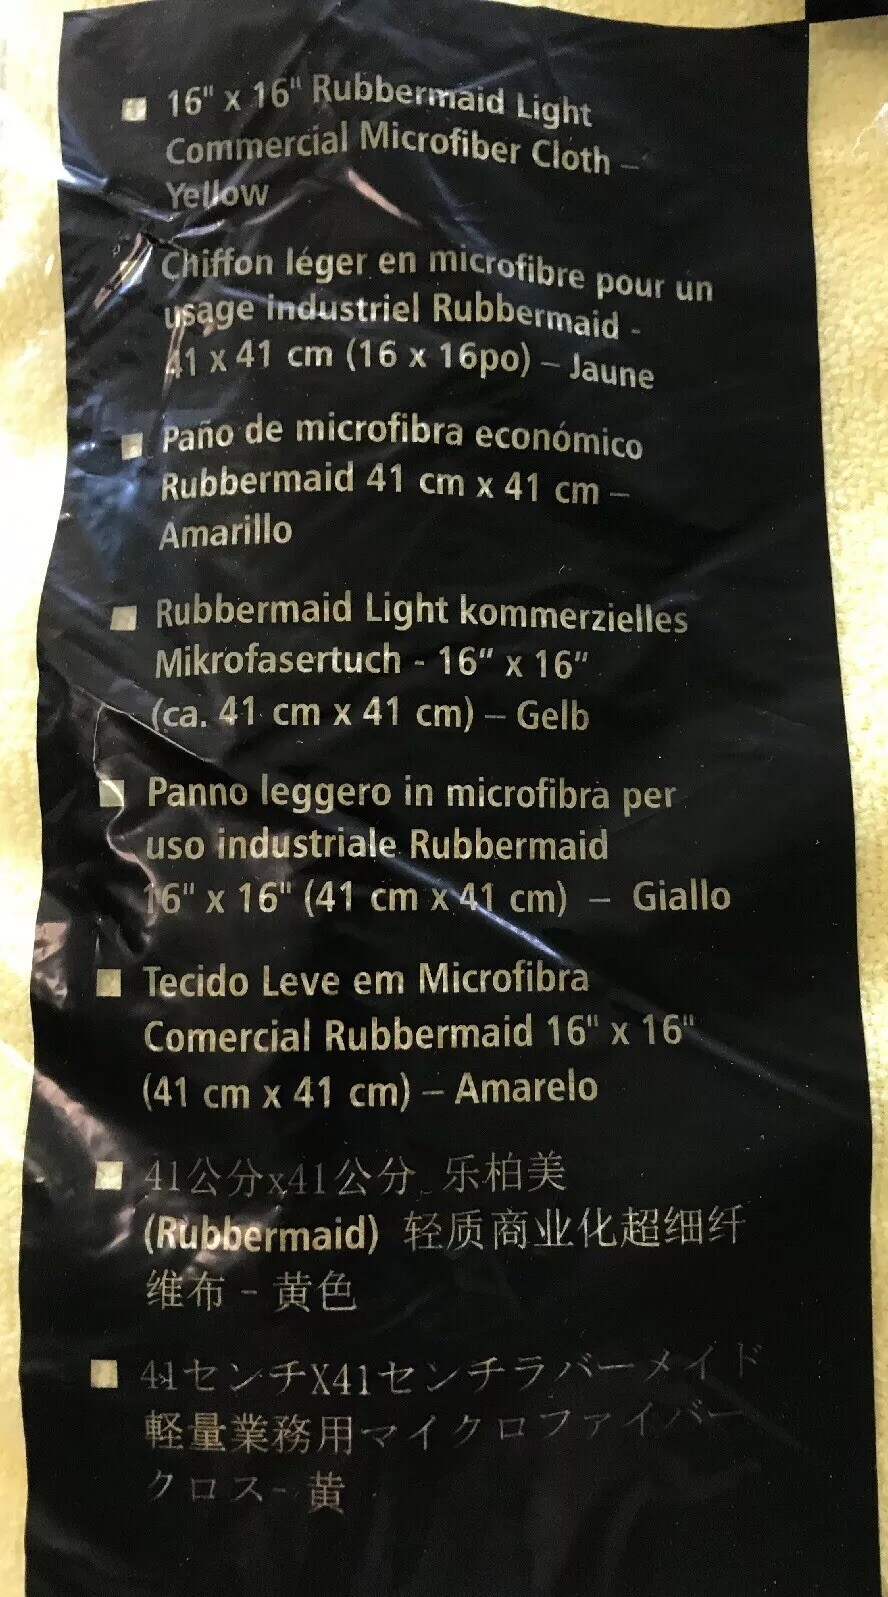 16" x 16" Rubbermaid Light
Commercial Microfiber Cloth –
Yellow
Chiffon léger en microfibre pour un
usage industriel Rubbermaid -
41 x 41 cm (16 x 16po) – Jaune
Paño de microfibra económico
Rubbermaid 41 cm x 41 cm –
Amarillo
Rubbermaid Light kommerzielles
Mikrofasertuch - 16" x 16"
(ca. 41 cm x 41 cm) – Gelb
Panno leggero in microfibra per
uso industriale Rubbermaid
16" x 16" (41 cm x 41 cm) – Giallo
Tecido Leve em Microfibra
Comercial Rubbermaid 16" x 16"
(41 cm x 41 cm) – Amarelo
41公分x41公分 乐柏美
(Rubbermaid) 轻质商业化超细纤
维布 - 黄色
41センチX41センチラバーメイド
軽量業務用マイクロファイバー
クロス- 黄